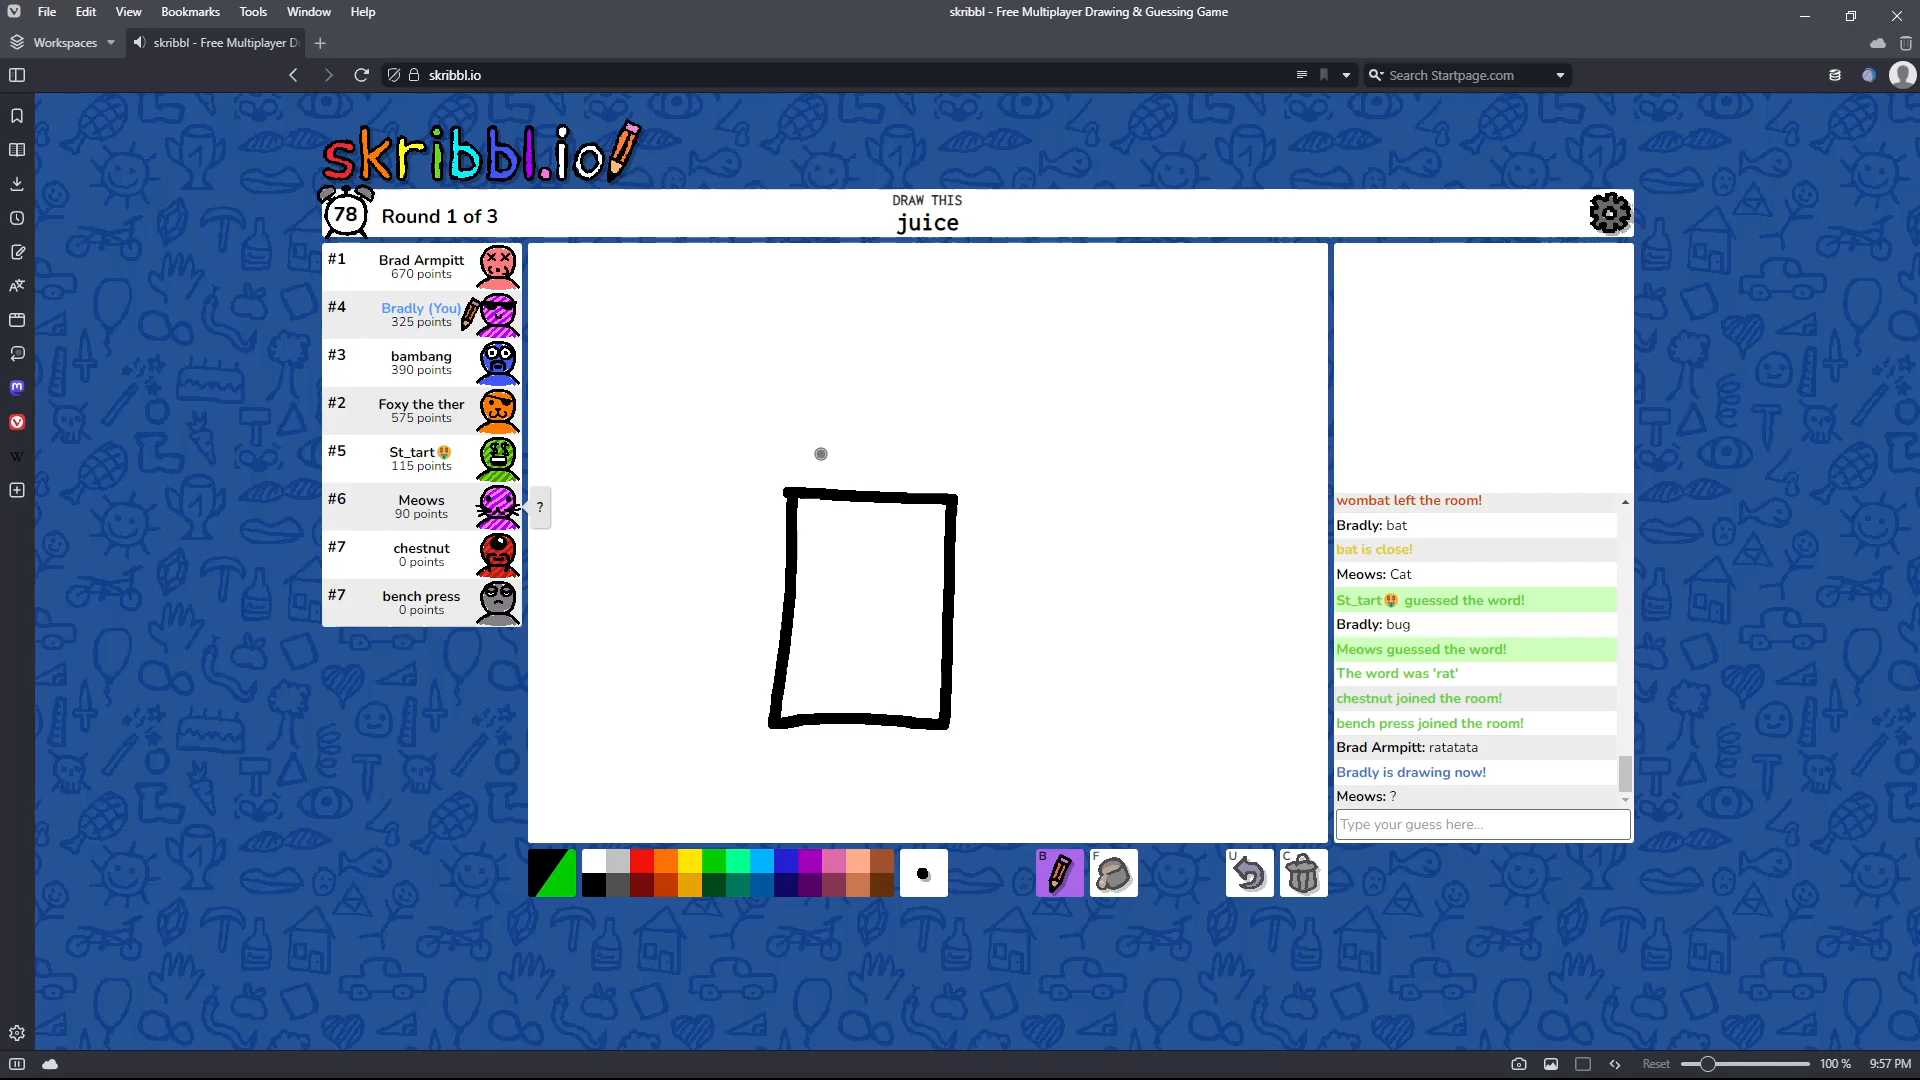 File Edit View Bookmarks Tools Window Help
skribbl - Free Multiplayer Drawing & Guessing Game
Workspaces
skribbl - Free Multiplayer D
skribbl.io
Search Startpage.com
skribbl.io
78
Round 1 of 3
DRAW THIS
juice
#1 Brad Armpitt
670 points
#4 Bradly (You)
325 points
#3 bambang
390 points
#2 Foxy the ther
575 points
#5 St_tart🤑
115 points
#6 Meows
90 points
?
#7 chestnut
0 points
#7 bench press
0 points
wombat left the room!
Bradly: bat
bat is close!
Meows: Cat
St_tart🤑 guessed the word!
Bradly: bug
Meows guessed the word!
The word was 'rat'
chestnut joined the room!
bench press joined the room!
Brad Armpitt: ratatata
Bradly is drawing now!
Meows: ?
Type your guess here...
B F U C
W
Reset 100 % 9:57 PM